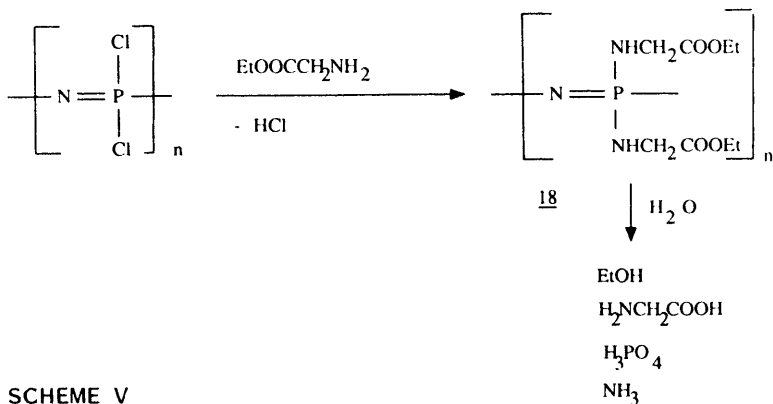 Cl
N = P
Cl
n
EtOOCCH₂NH₂
- HCl
NHCH₂COOEt
N = P
NHCH₂COOEt
n
18
H₂O
EtOH
H₂NCH₂COOH
H₃PO₄
NH₃
SCHEME V